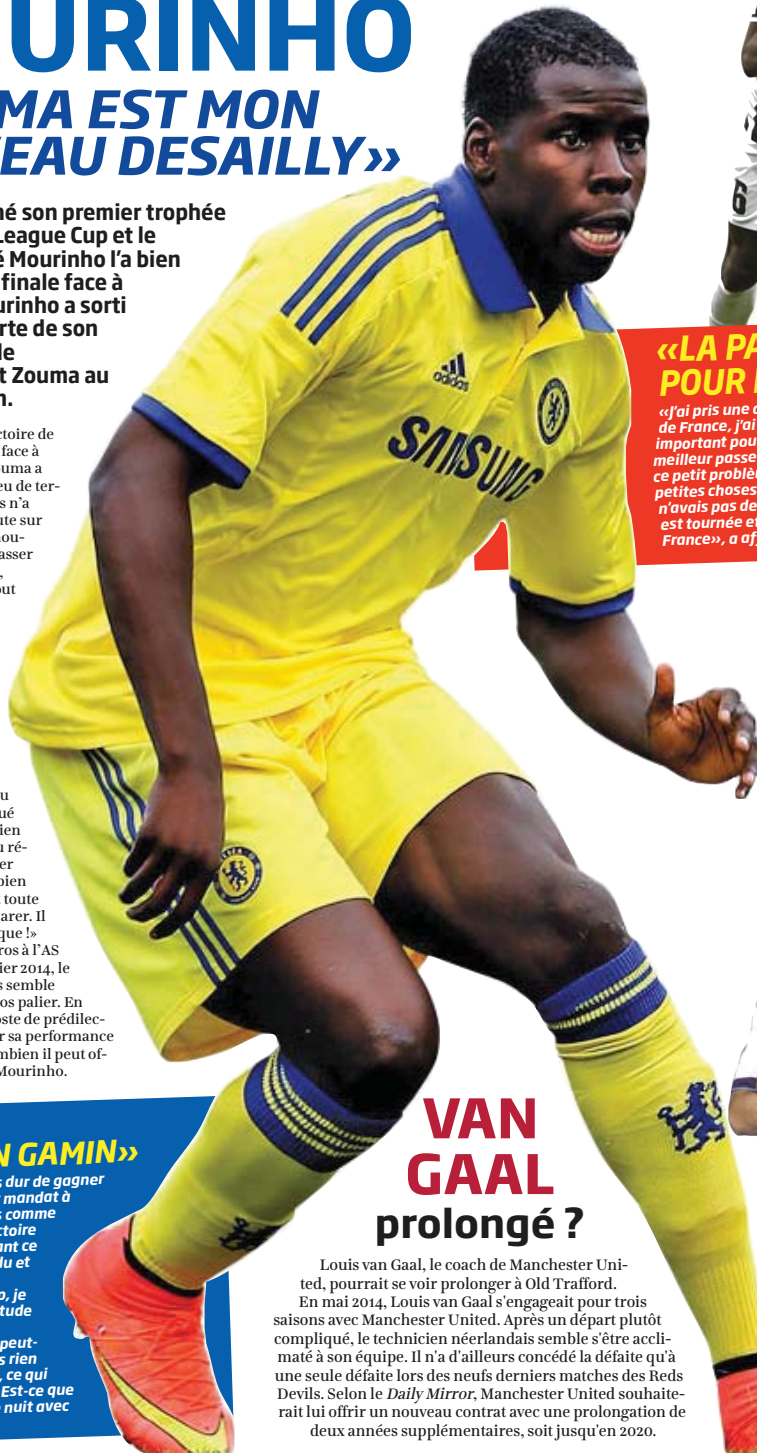 URINHO
MA EST MON
EAU DESAILLY»
né son premier trophée
League Cup et le
é Mourinho l'a bien
finale face à
urinho a sorti
rte de son
le
t Zouma au
n.
ctoire de
face à
ouma a
eu de ter-
s n'a
ute sur
nou-
asser
,
out
u
ué
ien
u ré-
er
bien
t toute
arer. Il
que !»
ros à l'AS
ier 2014, le
s semble
os palier. En
oste de prédilec-
r sa performance
mbien il peut of-
Mourinho.
N GAMIN»
s dur de gagner
mandat à
s comme
ctoire
ant ce
du et
o, je
tude
peut-
s rien
, ce qui
Est-ce que
nuit avec
adidas
SAMSUNG
6
«LA PA
POUR
«J'ai pris une
de France, j'ai
important pou
meilleur passe
ce petit problè
petites choses
n'avais pas de
est tournée et
France», a af
VAN
GAAL
prolongé ?
Louis van Gaal, le coach de Manchester Uni-
ted, pourrait se voir prolonger à Old Trafford.
En mai 2014, Louis van Gaal s'engageait pour trois
saisons avec Manchester United. Après un départ plutôt
compliqué, le technicien néerlandais semble s'être accli-
maté à son équipe. Il n'a d'ailleurs concédé la défaite qu'à
une seule défaite lors des neufs derniers matches des Reds
Devils. Selon le Daily Mirror, Manchester United souhaite-
rait lui offrir un nouveau contrat avec une prolongation de
deux années supplémentaires, soit jusqu'en 2020.